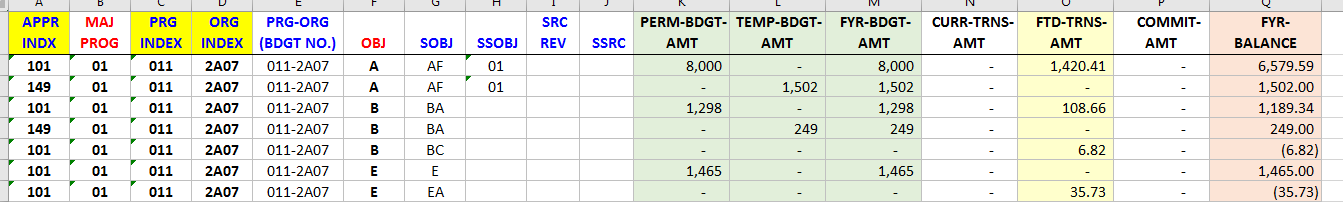 A B C D E F G H I J K L M N O P Q
APPR INDX MAJ PROG PRG INDEX ORG INDEX PRG-ORG (BDGT NO.) OBJ SOBJ SSOBJ SRC REV SSRC PERM-BDGT-AMT TEMP-BDGT-AMT FYR-BDGT-AMT CURR-TRNS-AMT FTD-TRNS-AMT COMMIT-AMT FYR-BALANCE
101 01 011 2A07 011-2A07 A AF 01 8,000 - 8,000 - 1,420.41 - 6,579.59
149 01 011 2A07 011-2A07 A AF 01 - 1,502 1,502 - - - 1,502.00
101 01 011 2A07 011-2A07 B BA 1,298 - 1,298 - 108.66 - 1,189.34
149 01 011 2A07 011-2A07 B BA - 249 249 - - - 249.00
101 01 011 2A07 011-2A07 B BC - - - - 6.82 - (6.82)
101 01 011 2A07 011-2A07 E E 1,465 - 1,465 - - - 1,465.00
101 01 011 2A07 011-2A07 E EA - - - - 35.73 - (35.73)